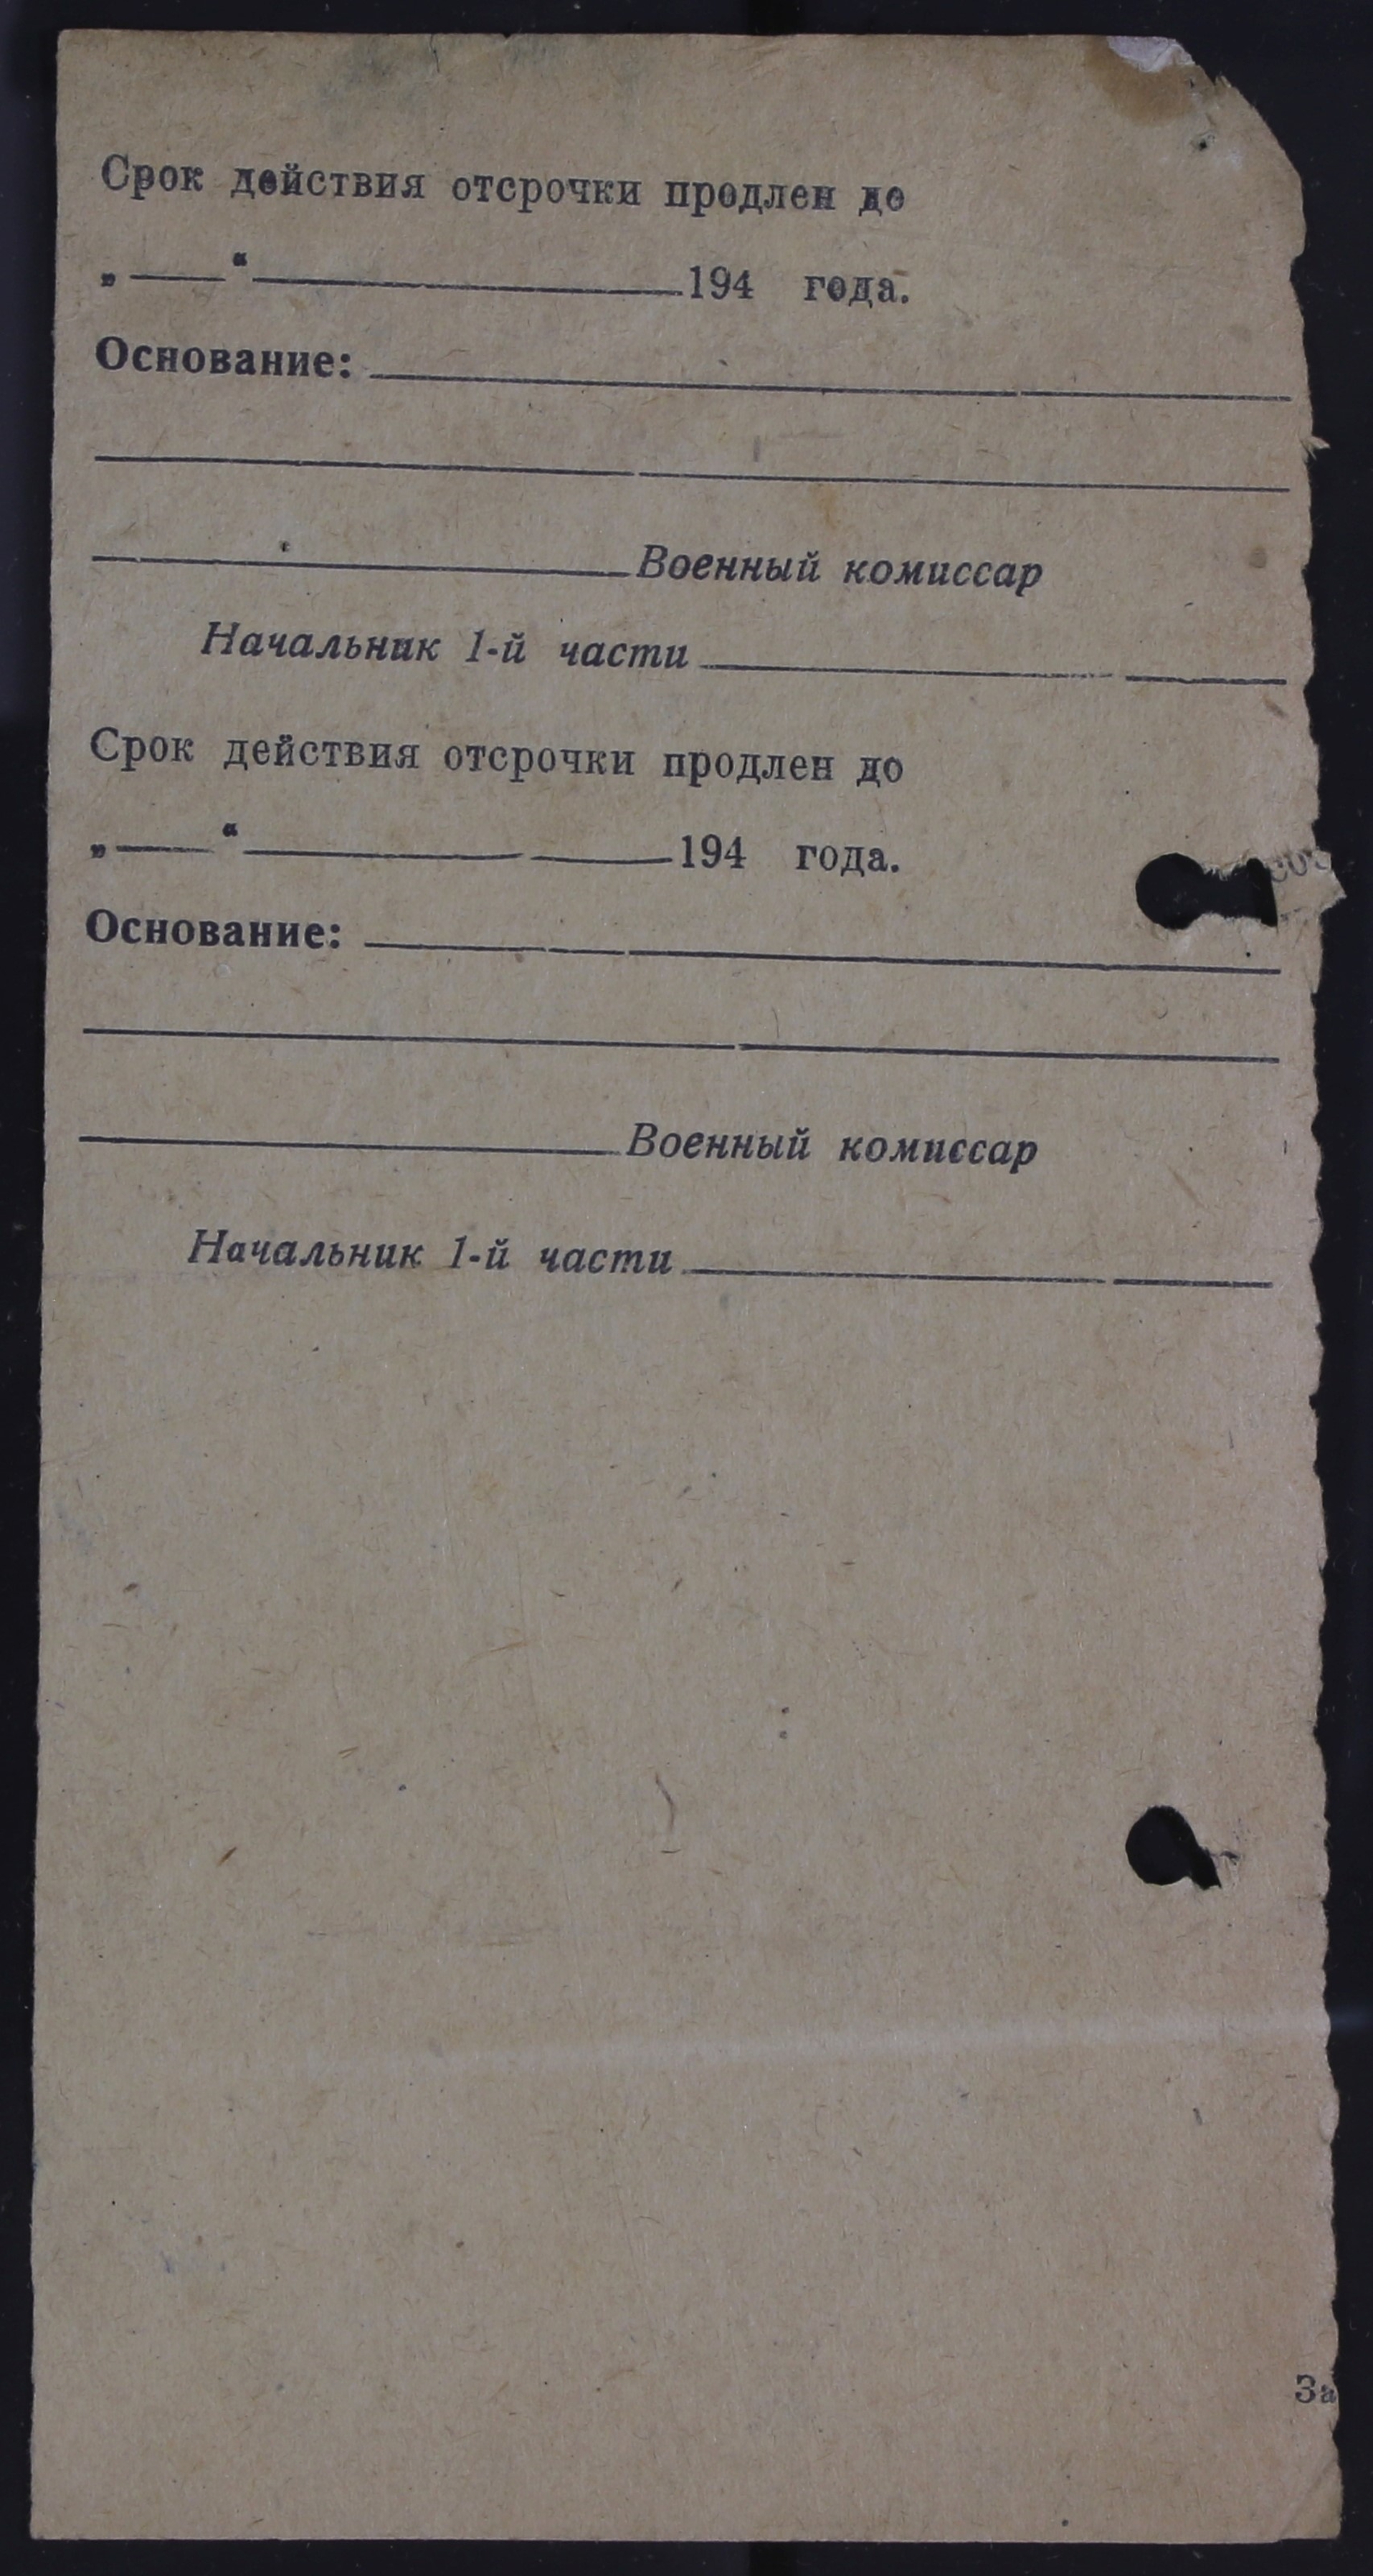 Срок действия отсрочки продлен до
„ “ 194 года.
Основание:
Военный комиссар
Начальник 1-й части
Срок действия отсрочки продлен до
„ “ 194 года.
Основание:
Военный комиссар
Начальник 1-й части
За